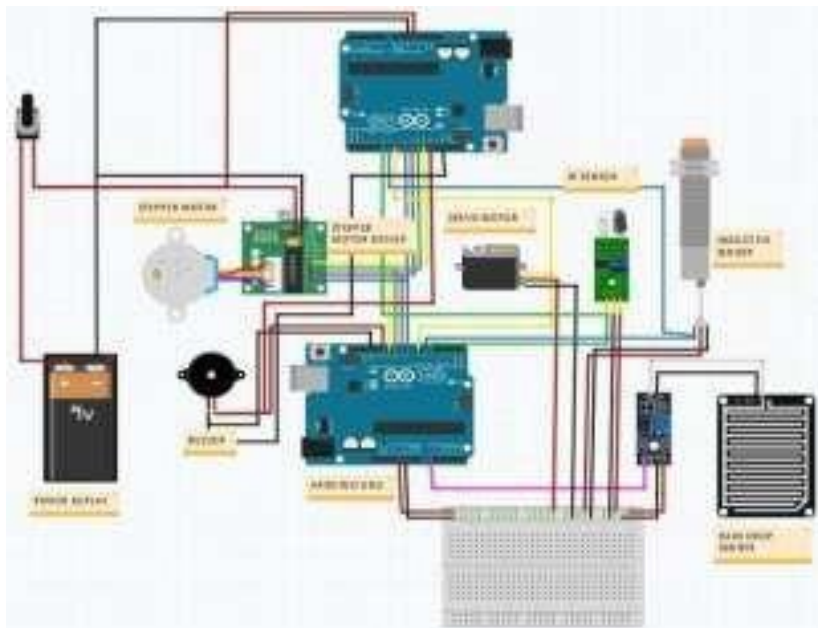 IR SENSOR
STEPPER MOTOR
STEPPER
MOTOR DRIVER
SERVO MOTOR
INDUCTIVE
SENSOR
9V
BUZZER
ARDUINO UNO
POWER SUPPLY
RAIN DROP
SENSOR